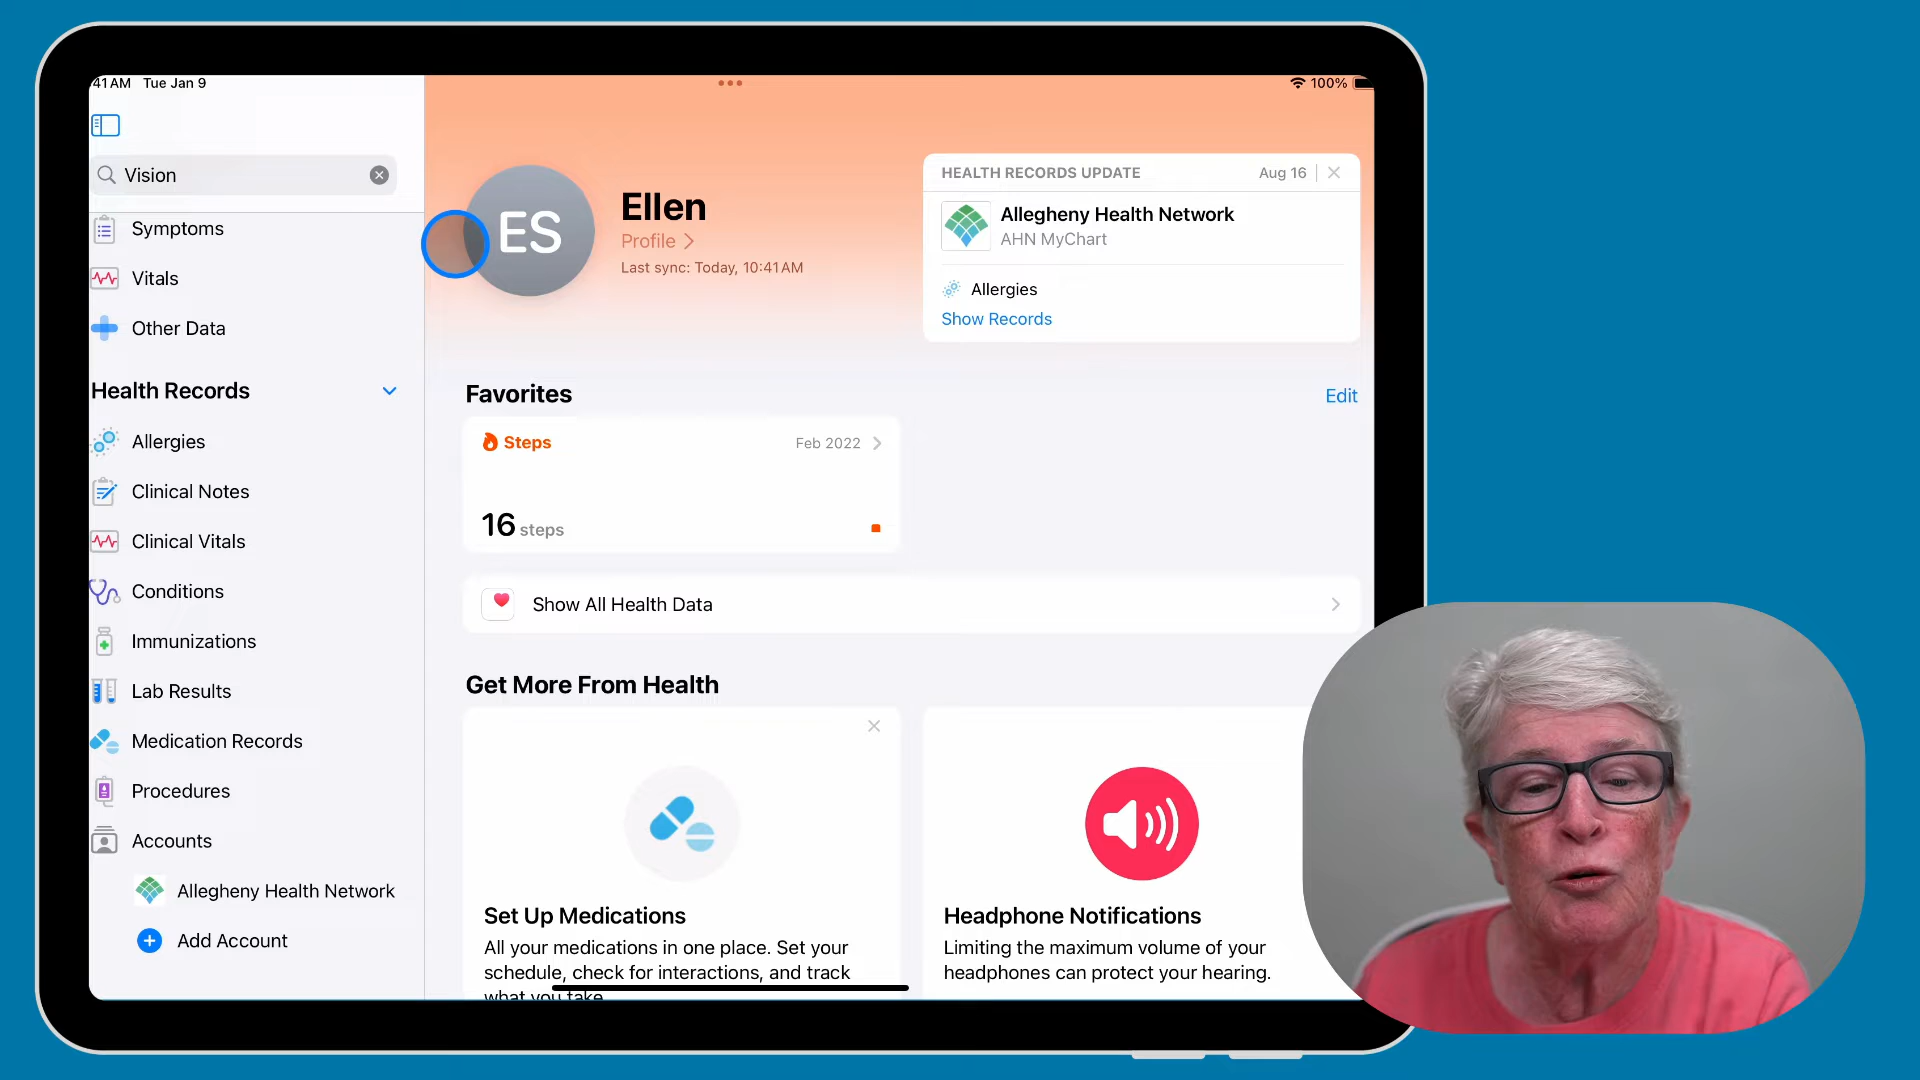 41 AM Tue Jan 9
100%
Vision
Symptoms
Vitals
Other Data
Health Records
Allergies
Clinical Notes
Clinical Vitals
Conditions
Immunizations
Lab Results
Medication Records
Procedures
Accounts
Allegheny Health Network
Add Account
ES
Ellen
Profile
Last sync: Today, 10:41 AM
HEALTH RECORDS UPDATE Aug 16
Allegheny Health Network
AHN MyChart
Allergies
Show Records
Favorites Edit
Steps Feb 2022
16 steps
Show All Health Data
Get More From Health
Set Up Medications
All your medications in one place. Set your
schedule, check for interactions, and track
what you take.
Headphone Notifications
Limiting the maximum volume of your
headphones can protect your hearing.